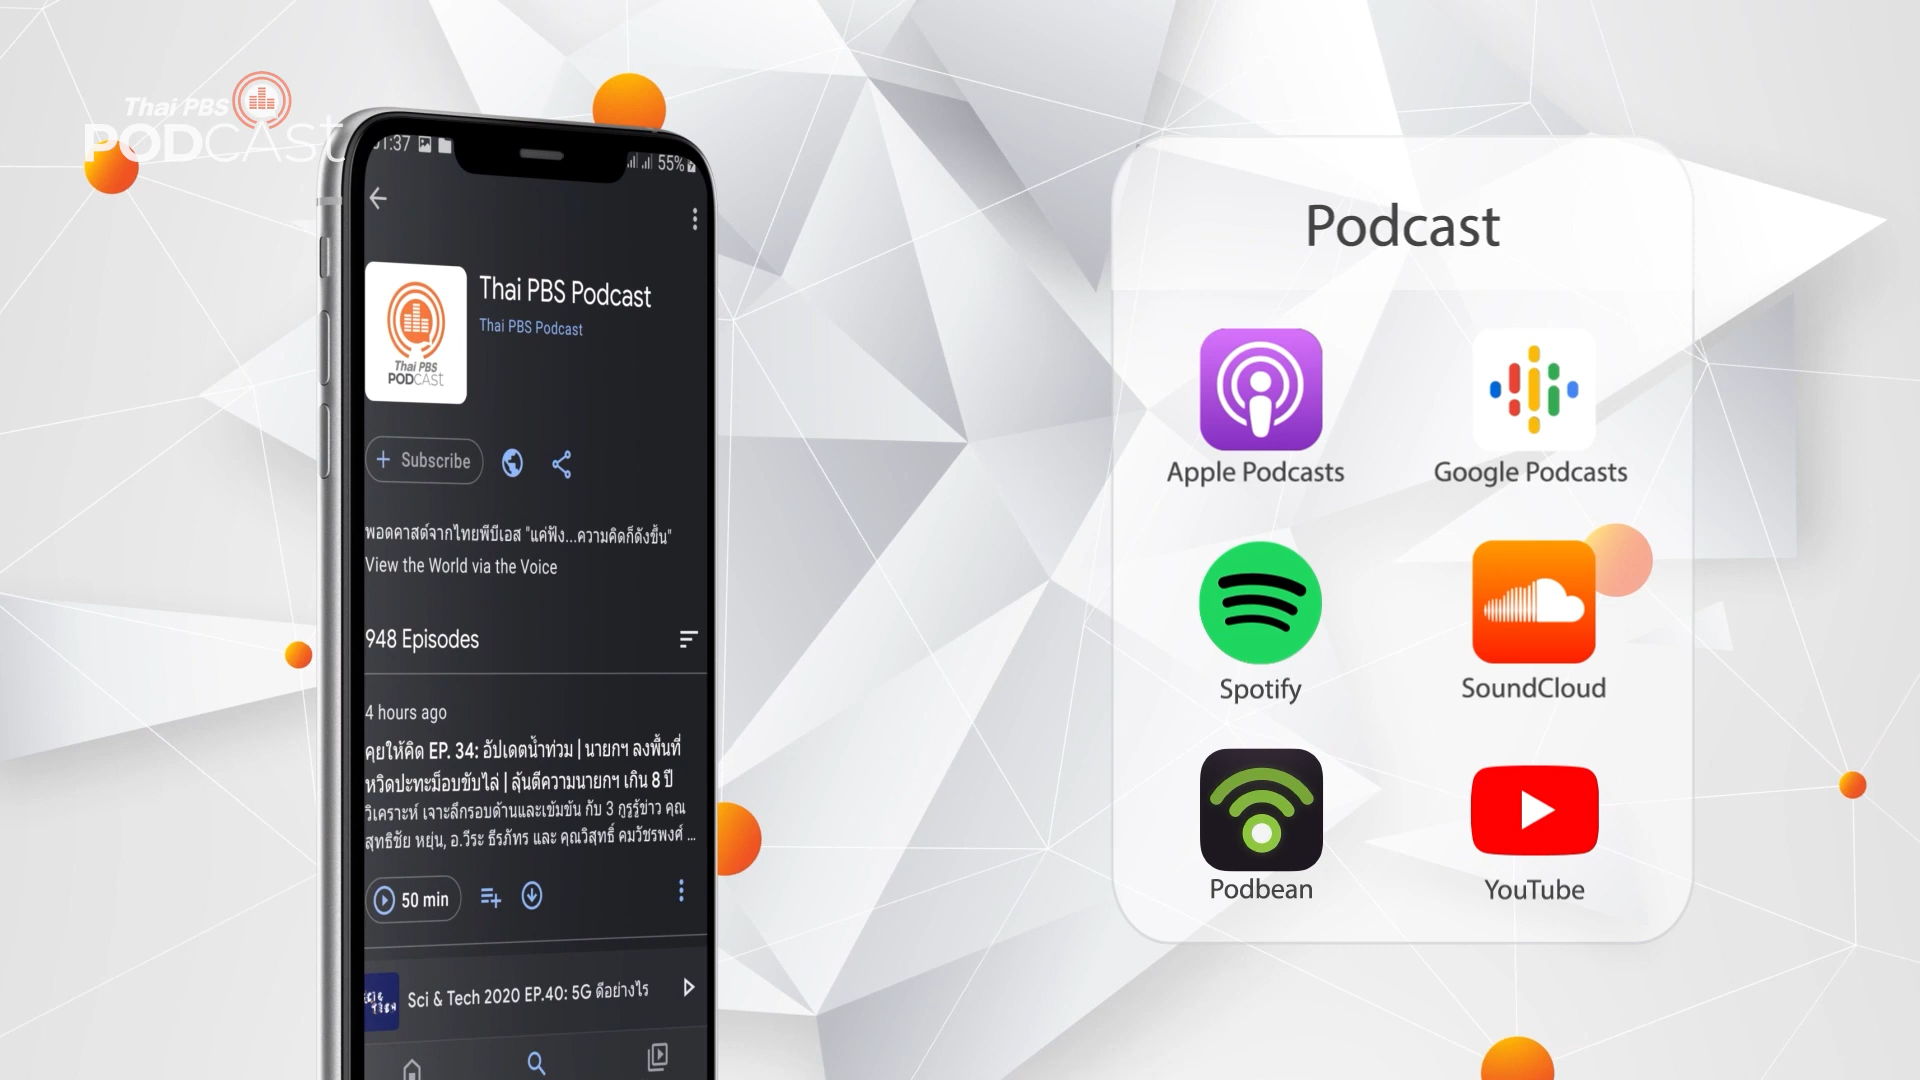 Thai PBS
PODCAST
01:37
55%
Thai PBS Podcast
Thai PBS Podcast
Thai PBS
PODCAST
+ Subscribe
พอดคาสต์จากไทยพีบีเอส "แค่ฟัง...ความคิดก็ดังขึ้น"
View the World via the Voice
948 Episodes
4 hours ago
คุยให้คิด EP. 34: อัปเดตน้ำท่วม | นายกฯ ลงพื้นที่
หวิดปะทะม็อบขับไล่ | ลุ้นตีความนายกฯ เกิน 8 ปี
วิเคราะห์ เจาะลึกรอบด้านและเข้มข้น กับ 3 กูรูรู้ข่าว คุณ
สุทธิชัย หยุ่น, อ.วีระ ธีรภัทร และ คุณวิสุทธิ์ คมวัชรพงศ์ ...
50 min
Sci & Tech 2020 EP.40: 5G ดีอย่างไร
Podcast
Apple Podcasts
Google Podcasts
Spotify
SoundCloud
Podbean
YouTube